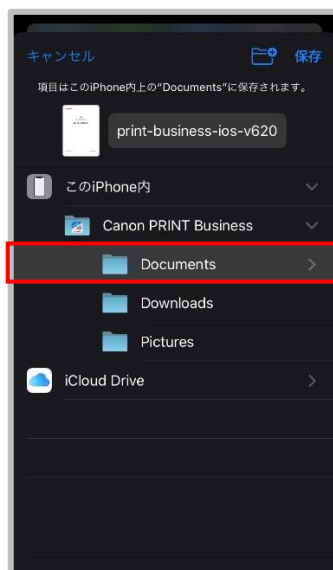 キャンセル 保存
項目はこのiPhone内上の"Documents"に保存されます。
print-business-ios-v620
このiPhone内
Canon PRINT Business
Documents
Downloads
Pictures
iCloud Drive